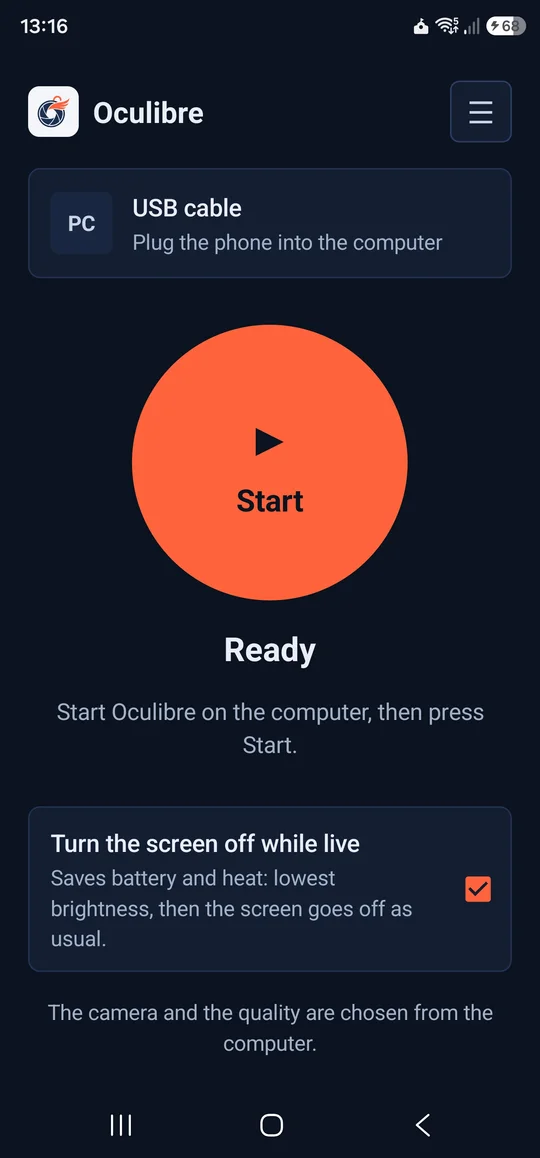 13:16
5
68
Oculibre
PC
USB cable
Plug the phone into the computer
Start
Ready
Start Oculibre on the computer, then press
Start.
Turn the screen off while live
Saves battery and heat: lowest
brightness, then the screen goes off as
usual.
The camera and the quality are chosen from the
computer.